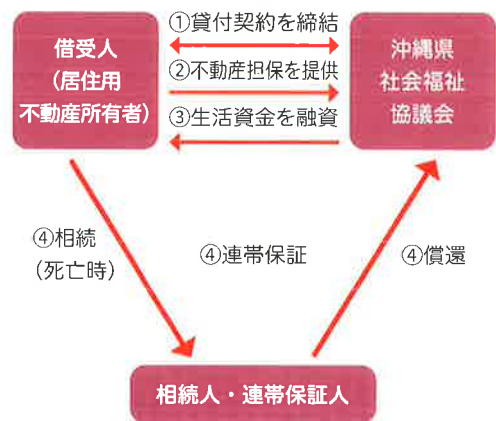 ①貸付契約を締結
借受人
（居住用
不動産所有者）
②不動産担保を提供
③生活資金を融資
沖縄県
社会福祉
協議会
④相続
（死亡時）
④連帯保証
④償還
相続人・連帯保証人